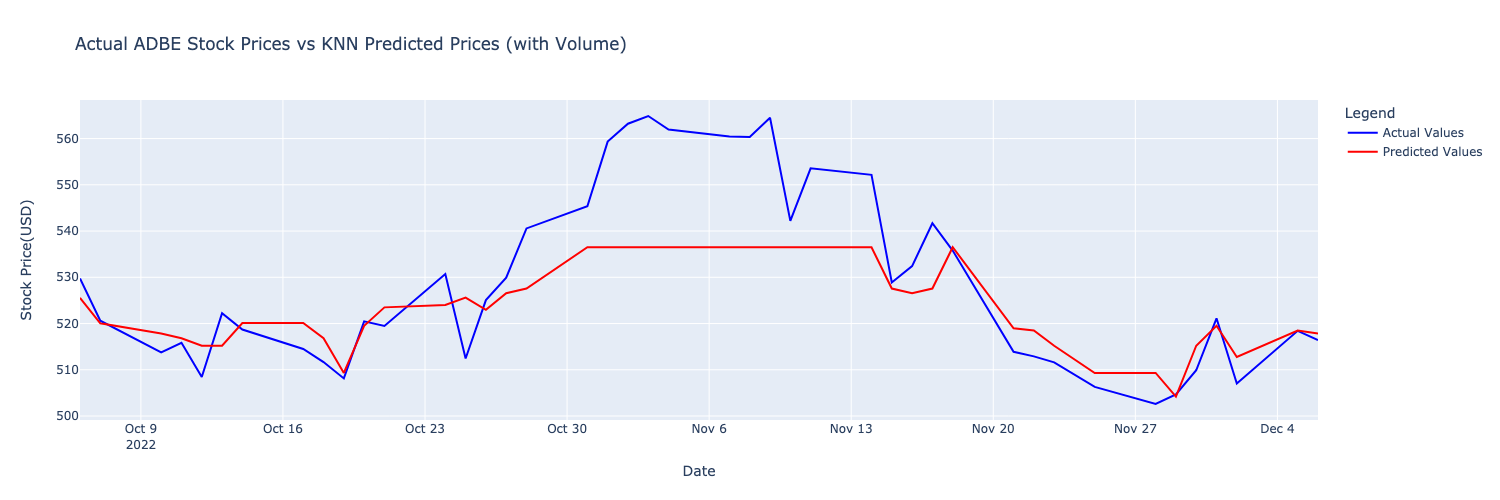 Actual ADBE Stock Prices vs KNN Predicted Prices (with Volume)
Legend
Actual Values
Predicted Values
Stock Price(USD)
560
550
540
530
520
510
500
Oct 9
2022
Oct 16
Oct 23
Oct 30
Nov 6
Nov 13
Nov 20
Nov 27
Dec 4
Date